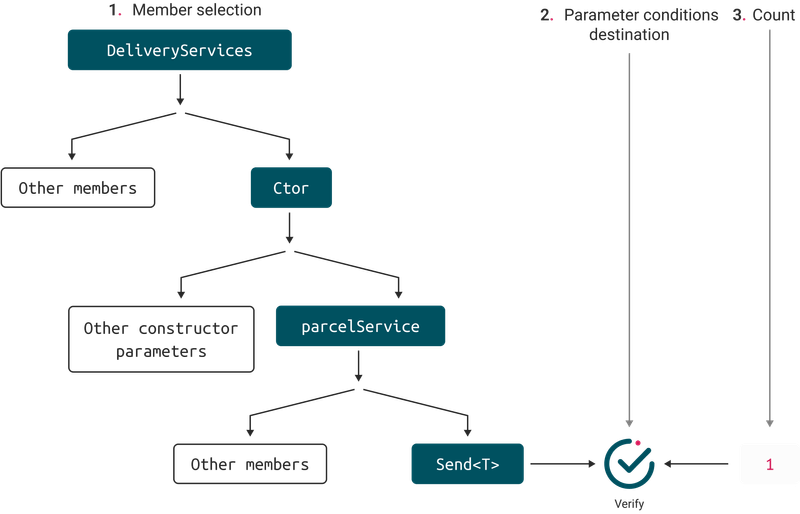 1. Member selection
2. Parameter conditions
destination
3. Count
DeliveryServices
Other members
Ctor
Other constructor
parameters
parcelService
Other members
Send<T>
1
Verify